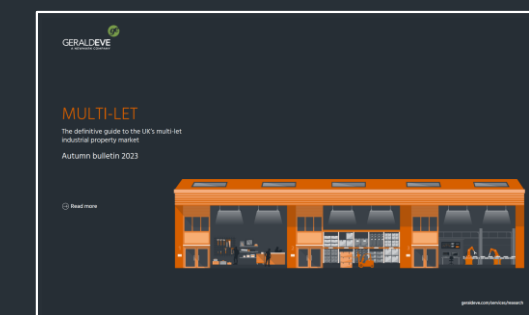 GERALDEVE
A NEWMARK COMPANY
MULTI-LET
The definitive guide to the UK's multi-let
industrial property market
Autumn bulletin 2023
Read more
geraldeve.com/services/research